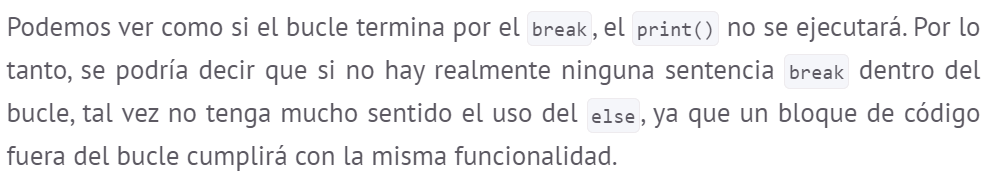 Podemos ver como si el bucle termina por el break, el print() no se ejecutará. Por lo
tanto, se podría decir que si no hay realmente ninguna sentencia break dentro del
bucle, tal vez no tenga mucho sentido el uso del else, ya que un bloque de código
fuera del bucle cumplirá con la misma funcionalidad.